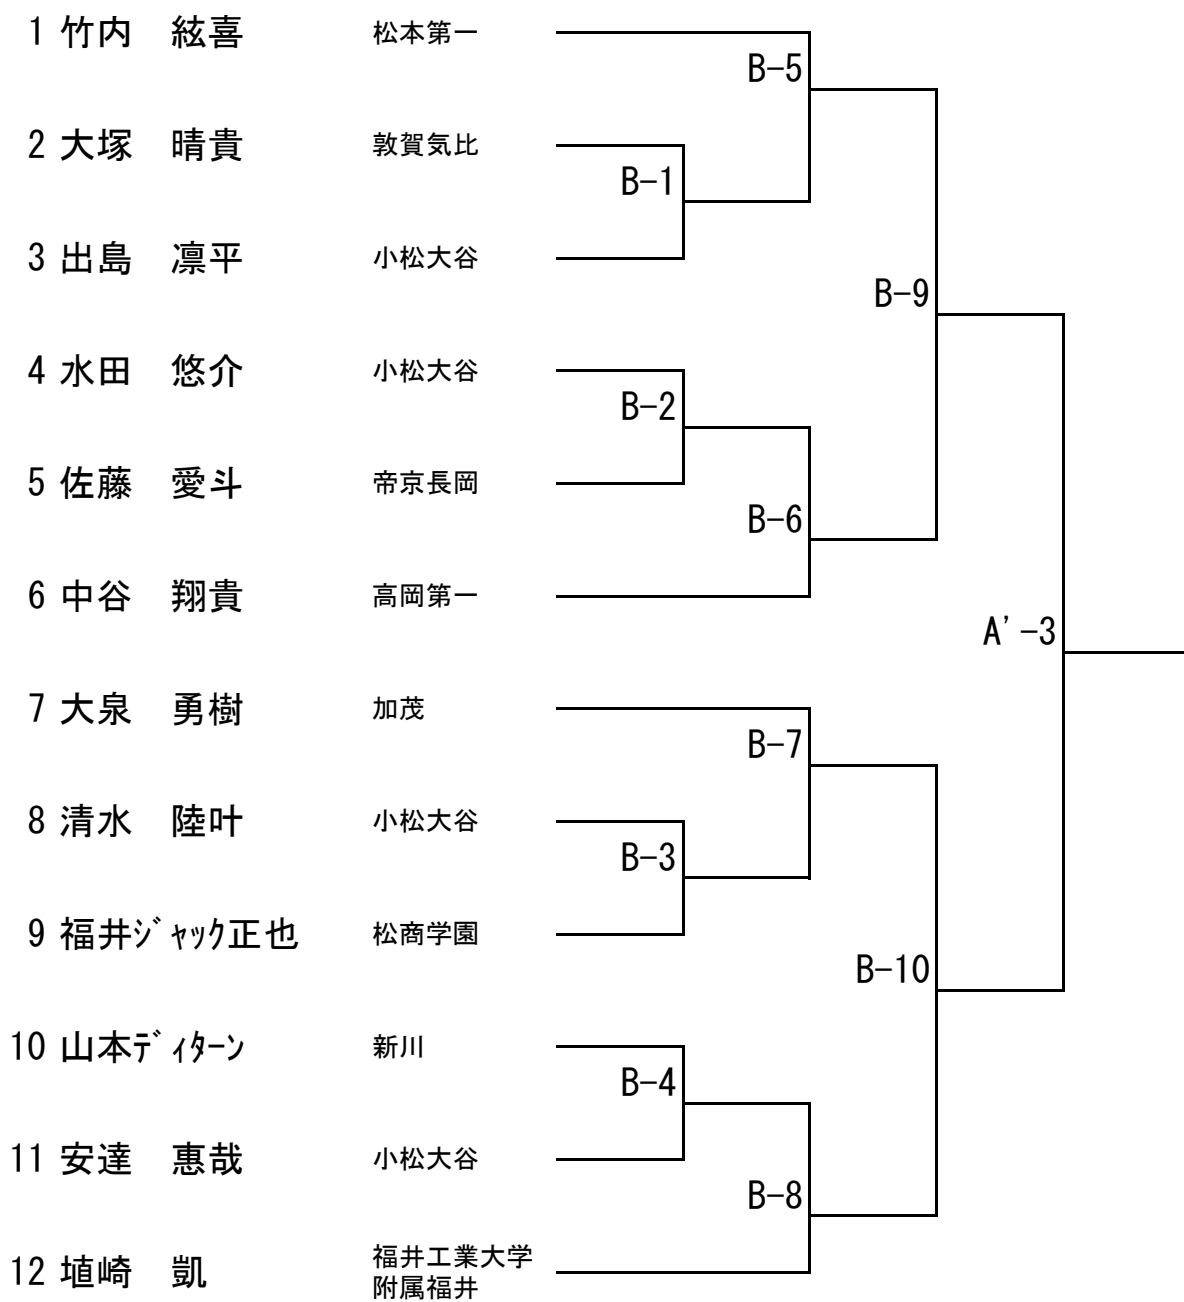 1 竹内　絃喜 松本第一
B-5
2 大塚　晴貴 敦賀気比
B-1
3 出島　凛平 小松大谷
B-9
4 水田　悠介 小松大谷
B-2
5 佐藤　愛斗 帝京長岡
B-6
6 中谷　翔貴 高岡第一
A'-3
7 大泉　勇樹 加茂
B-7
8 清水　陸叶 小松大谷
B-3
9 福井ｼﾞｬｯｸ正也 松商学園
B-10
10 山本ﾃﾞｨﾀｰﾝ 新川
B-4
11 安達　惠哉 小松大谷
B-8
12 埴崎　凱 福井工業大学
附属福井